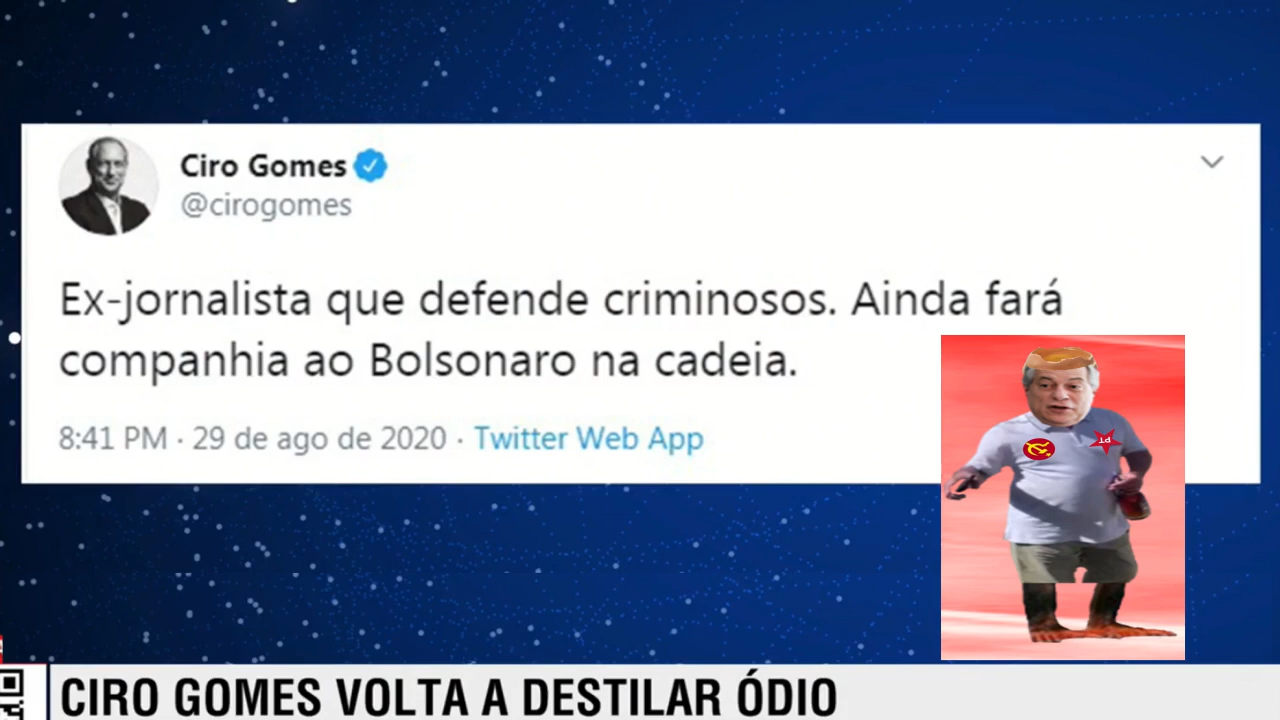 Ciro Gomes
@cirogomes
Ex-jornalista que defende criminosos. Ainda fará
companhia ao Bolsonaro na cadeia.
8:41 PM · 29 de ago de 2020 · Twitter Web App
PT
CIRO GOMES VOLTA A DESTILAR ÓDIO